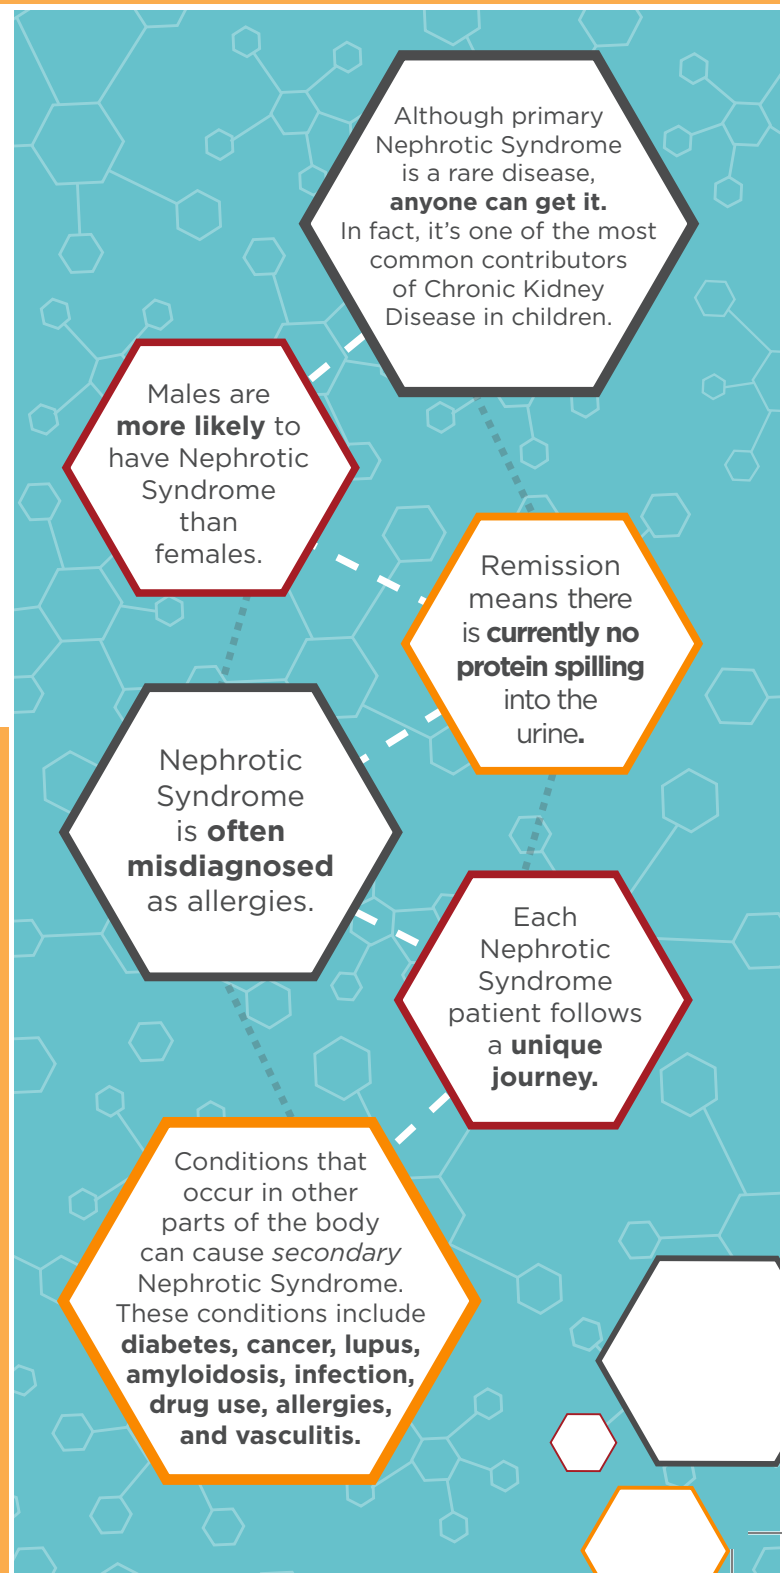 Although primary
Nephrotic Syndrome
is a rare disease,
anyone can get it.
In fact, it’s one of the most
common contributors
of Chronic Kidney
Disease in children.
Males are
more likely to
have Nephrotic
Syndrome
than
females.
Remission
means there
is currently no
protein spilling
into the
urine.
Nephrotic
Syndrome
is often
misdiagnosed
as allergies.
Each
Nephrotic
Syndrome
patient follows
a unique
journey.
Conditions that
occur in other
parts of the body
can cause secondary
Nephrotic Syndrome.
These conditions include
diabetes, cancer, lupus,
amyloidosis, infection,
drug use, allergies,
and vasculitis.